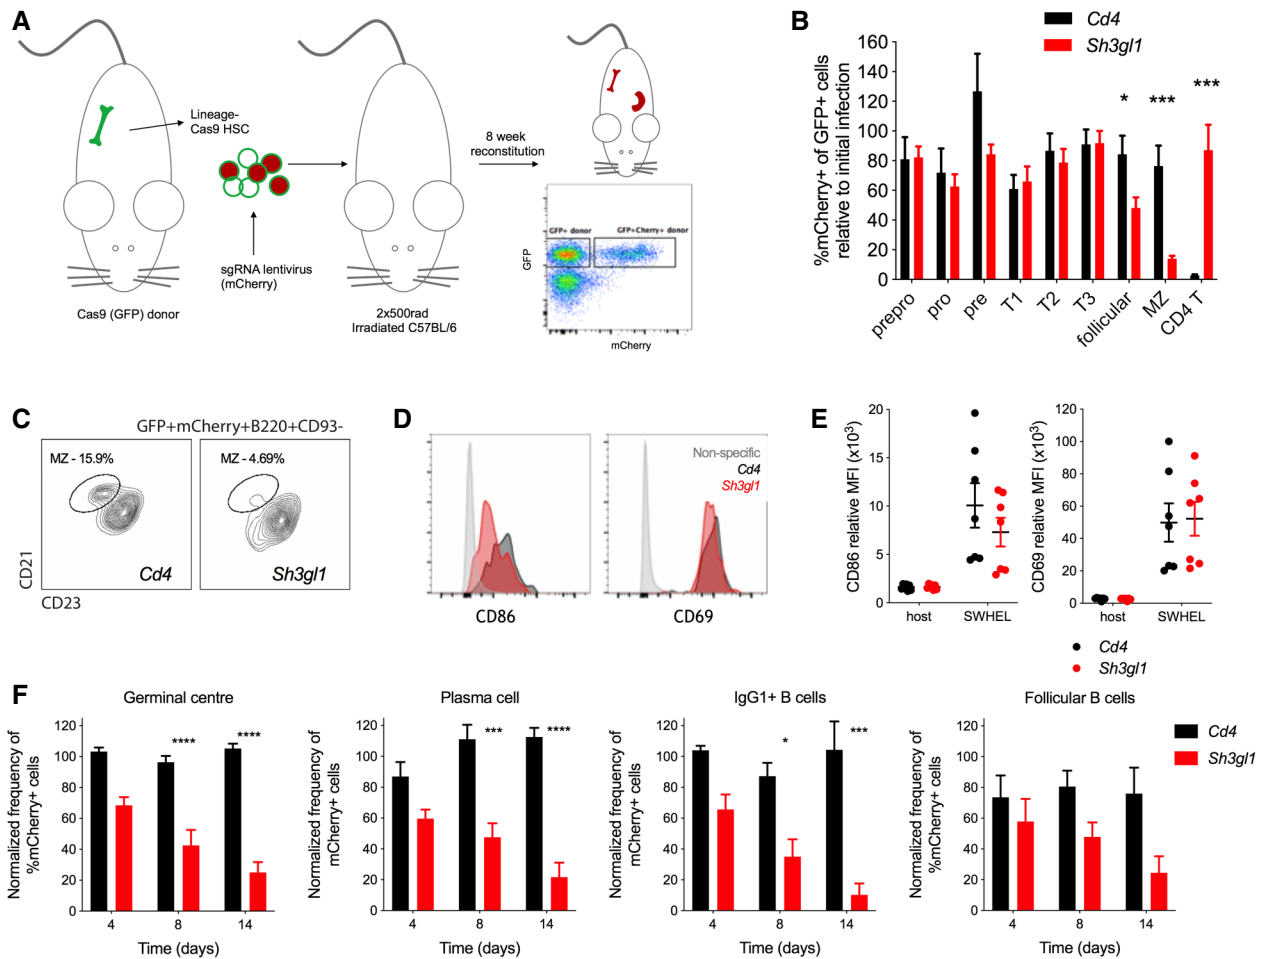 A
Lineage-
Cas9 HSC
sgRNA lentivirus
(mCherry)
Cas9 (GFP) donor
2x500rad
Irradiated C57BL/6
8 week
reconstitution
GFP+ donor
GFP+Cherry+ donor
GFP
mCherry
B
Cd4
Sh3gl1
%mCherry+ of GFP+ cells
relative to initial infection
160
140
120
100
80
60
40
20
0
* *** ***
prepro pro pre T1 T2 T3 follicular MZ CD4 T
C
GFP+mCherry+B220+CD93-
MZ - 15.9%
Cd4
MZ - 4.69%
Sh3gl1
CD21
CD23
D
Non-specific
Cd4
Sh3gl1
CD86
CD69
E
CD86 relative MFI (x10³)
20
15
10
5
0
host SWHEL
CD69 relative MFI (x10³)
120
100
80
60
40
20
0
host SWHEL
Cd4
Sh3gl1
F
Germinal centre
Normalized frequency of
%mCherry+ cells
120
100
80
60
40
20
0
**** ****
4 8 14
Time (days)
Plasma cell
Normalized frequency of
mCherry+ cells
120
100
80
60
40
20
0
*** ****
4 8 14
Time (days)
IgG1+ B cells
Normalized frequency of
mCherry+ cells
120
100
80
60
40
20
0
* ***
4 8 14
Time (days)
Follicular B cells
Normalized frequency of
%mCherry+ cells
120
100
80
60
40
20
0
4 8 14
Time (days)
Cd4
Sh3gl1